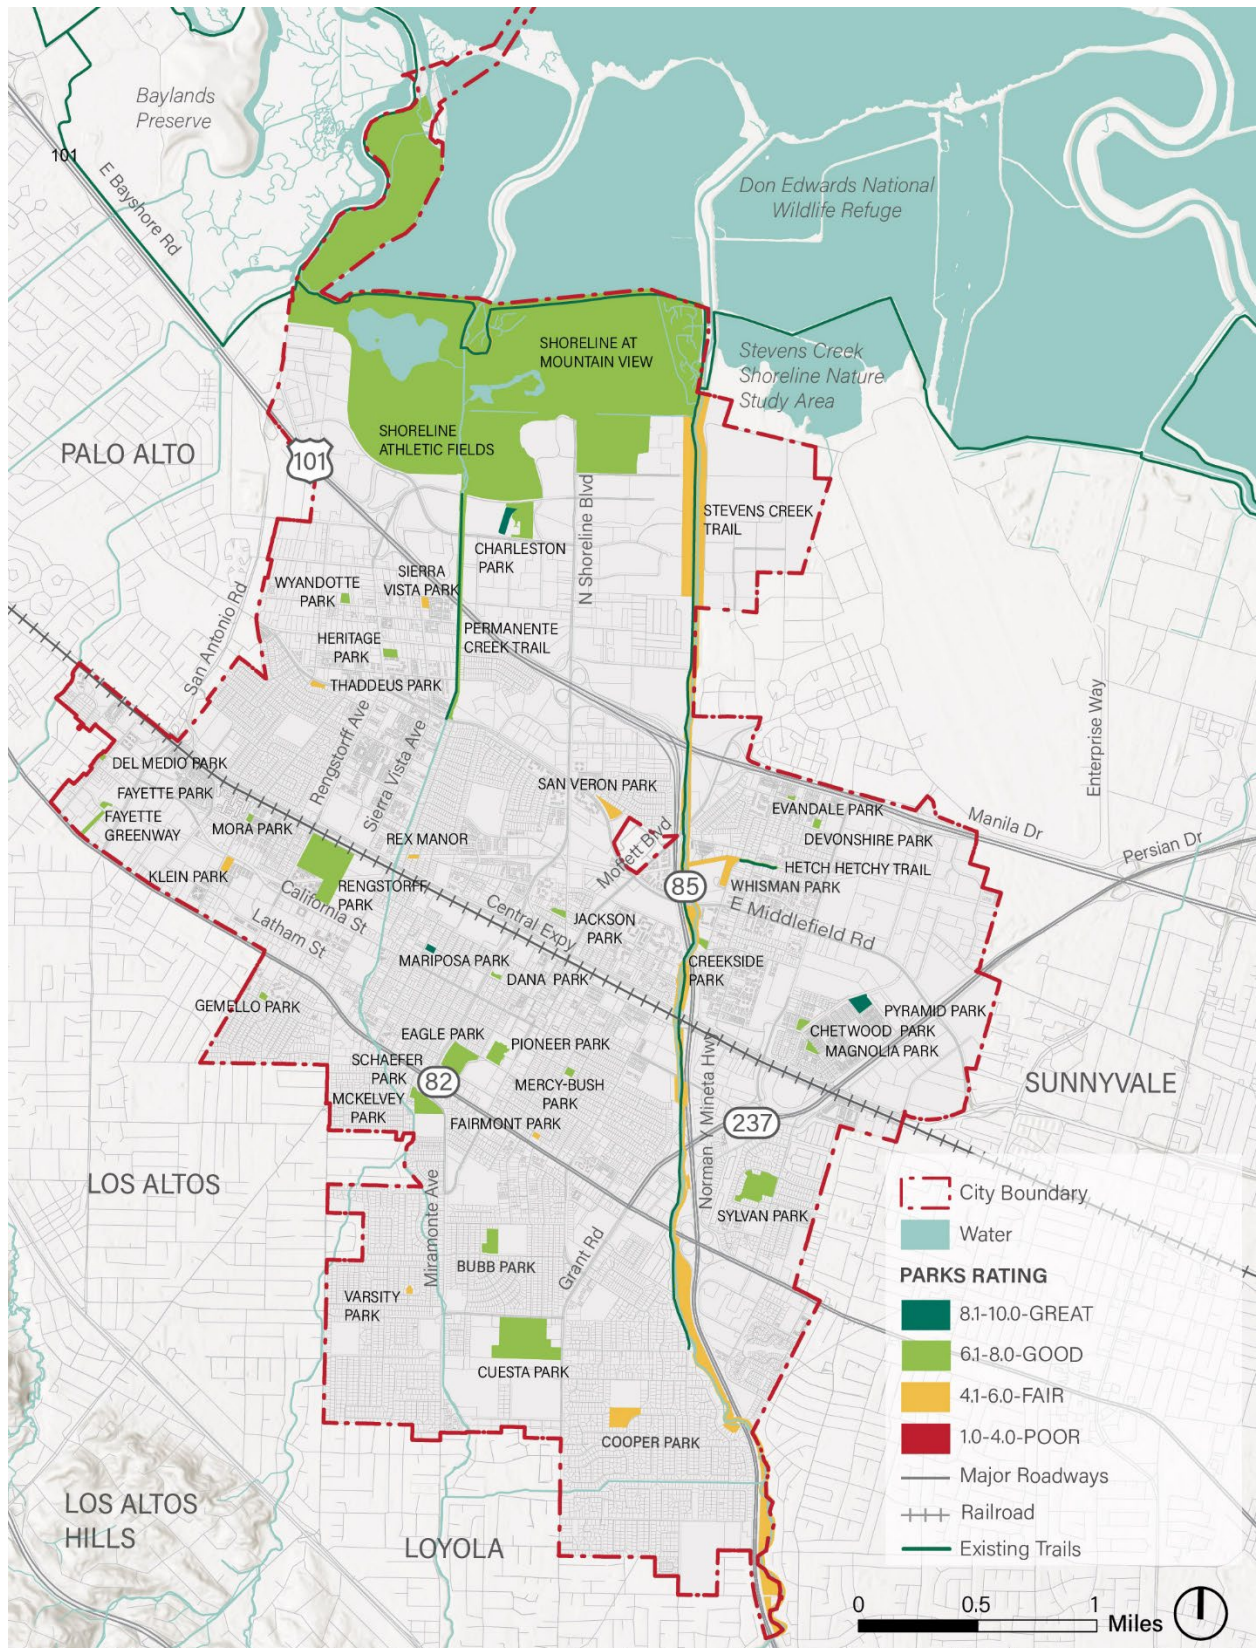 Baylands
Preserve
101
E Bayshore Rd
Don Edwards National
Wildlife Refuge
SHORELINE AT
MOUNTAIN VIEW
Stevens Creek
Shoreline Nature
Study Area
PALO ALTO
101
SHORELINE
ATHLETIC FIELDS
N Shoreline Blvd
STEVENS CREEK
TRAIL
CHARLESTON
PARK
SIERRA
VISTA PARK
WYANDOTTE
PARK
San Antonio Rd
HERITAGE
PARK
PERMANENTE
CREEK TRAIL
THADDEUS PARK
Rengstorff Ave
Sierra Vista Ave
Enterprise Way
DEL MEDIO PARK
FAYETTE PARK
FAYETTE
GREENWAY
MORA PARK
SAN VERON PARK
EVANDALE PARK
Manila Dr
DEVONSHIRE PARK
Persian Dr
REX MANOR
Moffett Blvd
HETCH HETCHY TRAIL
KLEIN PARK
85
WHISMAN PARK
RENGSTORFF
PARK
California St
Latham St
Central Expy
JACKSON
PARK
E Middlefield Rd
MARIPOSA PARK
DANA PARK
CREEKSIDE
PARK
GEMELLO PARK
PYRAMID PARK
CHETWOOD PARK
MAGNOLIA PARK
EAGLE PARK
PIONEER PARK
SCHAEFER
PARK
82
MERCY-BUSH
PARK
MCKELVEY
PARK
FAIRMONT PARK
Norman Y Mineta Hwy
237
SUNNYVALE
LOS ALTOS
Miramonte Ave
SYLVAN PARK
BUBB PARK
Grant Rd
VARSITY
PARK
CUESTA PARK
COOPER PARK
LOS ALTOS
HILLS
LOYOLA
City Boundary
Water
PARKS RATING
8.1-10.0-GREAT
6.1-8.0-GOOD
4.1-6.0-FAIR
1.0-4.0-POOR
Major Roadways
Railroad
Existing Trails
0 0.5 1
Miles